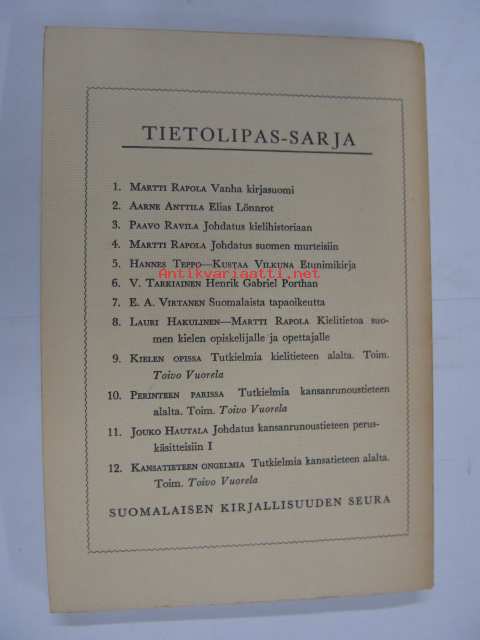 TIETOLIPAS-SARJA
1. MARTTI RAPOLA Vanha kirjasuomi
2. AARNE ANTTILA Elias Lönnrot
3. PAAVO RAVILA Johdatus kielihistoriaan
4. MARTTI RAPOLA Johdatus suomen murteisiin
5. HANNES TEPPO—KUSTAA VILKUNA Etunimikirja
Antikvariaatti.net
6. V. TARKIAINEN Henrik Gabriel Porthan
7. E. A. VIRTANEN Suomalaista tapaoikeutta
8. LAURI HAKULINEN—MARTTI RAPOLA Kielitietoa suo-
men kielen opiskelijalle ja opettajalle
9. KIELEN OPISSA Tutkielmia kielitieteen alalta. Toim.
Toivo Vuorela
10. PERINTEEN PARISSA Tutkielmia kansanrunoustieteen
alalta. Toim. Toivo Vuorela
11. JOUKO HAUTALA Johdatus kansanrunoustieteen perus-
käsitteisiin I
12. KANSATIETEEN ONGELMIA Tutkielmia kansatieteen alalta.
Toim. Toivo Vuorela
SUOMALAISEN KIRJALLISUUDEN SEURA